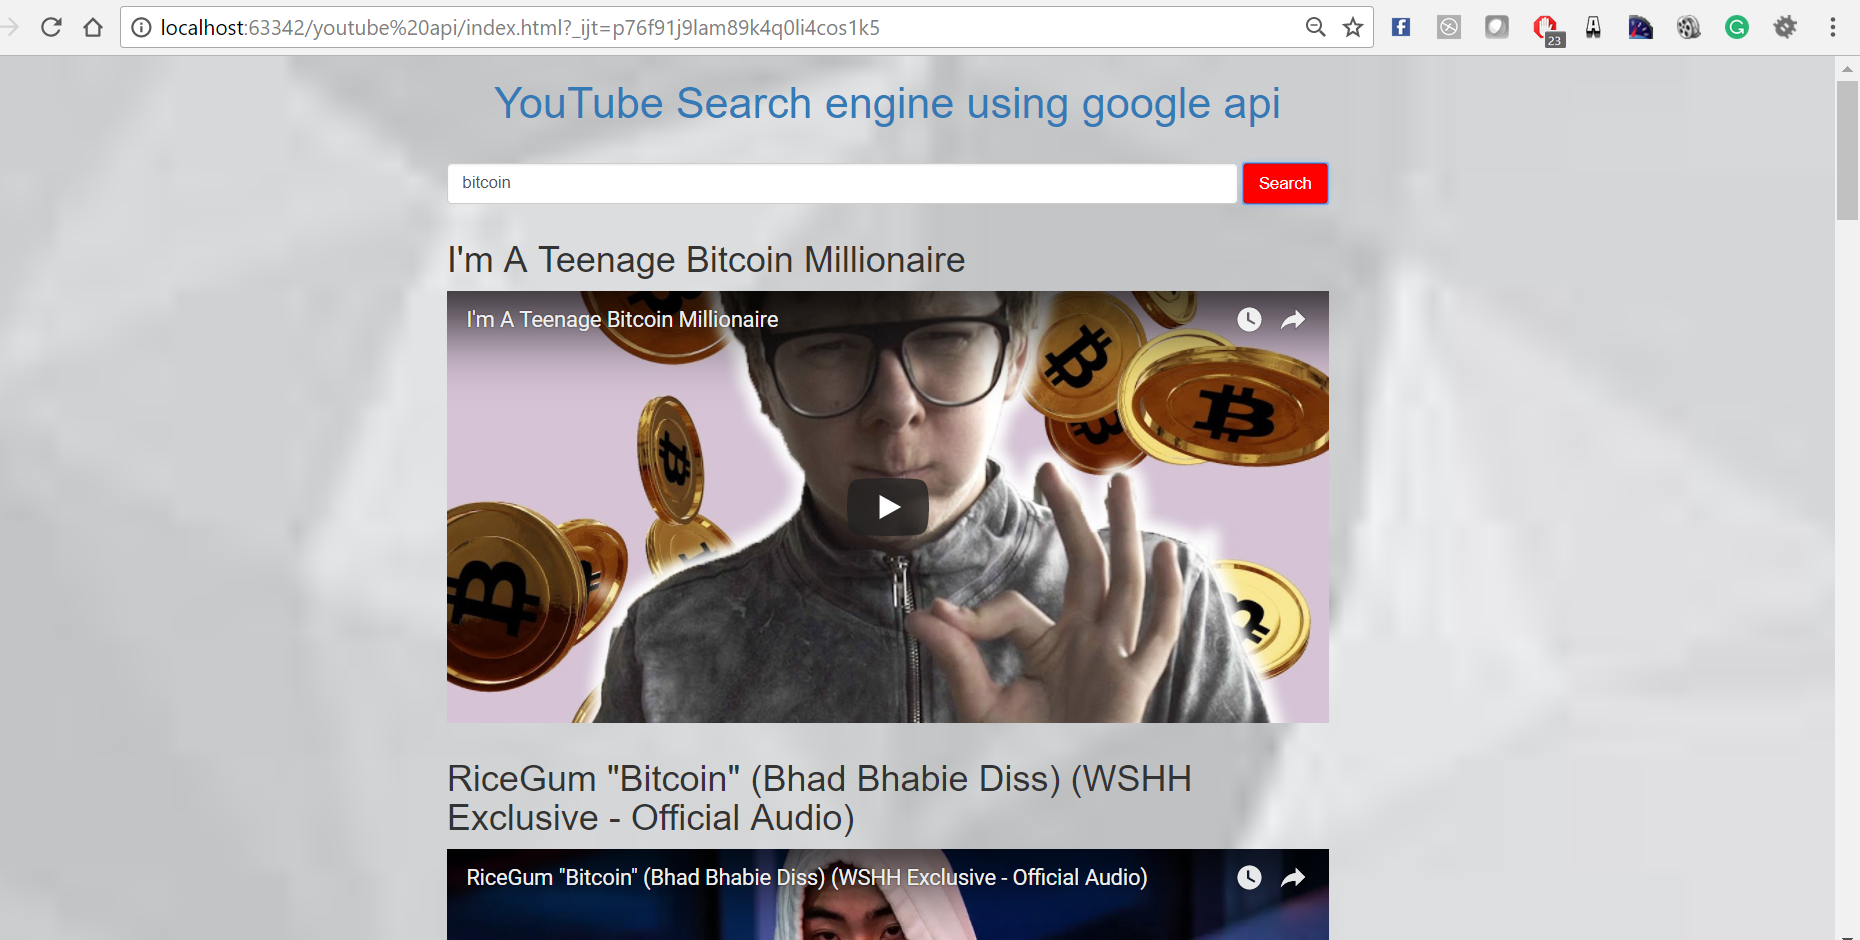 localhost:63342/youtube%20api/index.html?_ijt=p76f91j9lam89k4q0li4cos1k5
23
YouTube Search engine using google api
bitcoin
Search
I'm A Teenage Bitcoin Millionaire
I'm A Teenage Bitcoin Millionaire
RiceGum "Bitcoin" (Bhad Bhabie Diss) (WSHH
Exclusive - Official Audio)
RiceGum "Bitcoin" (Bhad Bhabie Diss) (WSHH Exclusive - Official Audio)